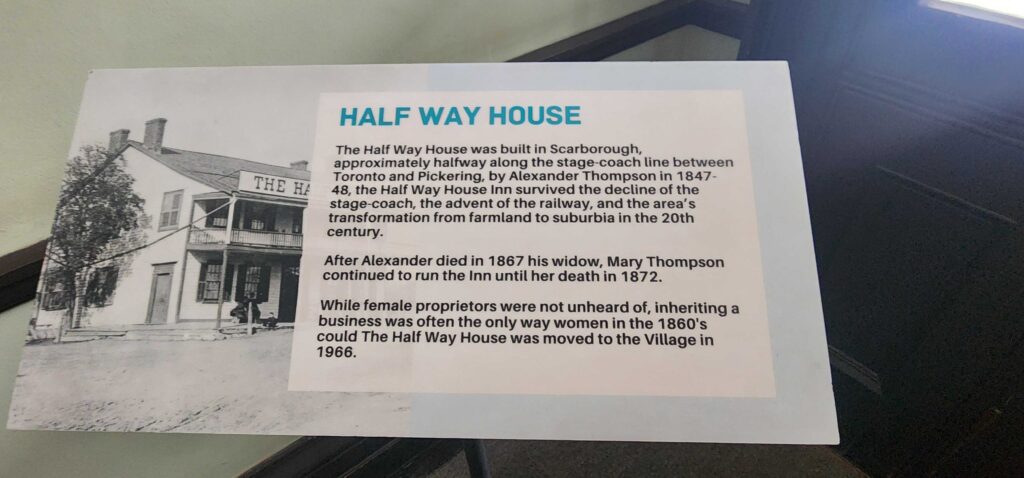 HALF WAY HOUSE
The Half Way House was built in Scarborough,
approximately halfway along the stage-coach line between
Toronto and Pickering, by Alexander Thompson in 1847-
48, the Half Way House Inn survived the decline of the
stage-coach, the advent of the railway, and the area's
transformation from farmland to suburbia in the 20th
century.
After Alexander died in 1867 his widow, Mary Thompson
continued to run the Inn until her death in 1872.
While female proprietors were not unheard of, inheriting a
business was often the only way women in the 1860's
could The Half Way House was moved to the Village in
1966.
THE HA